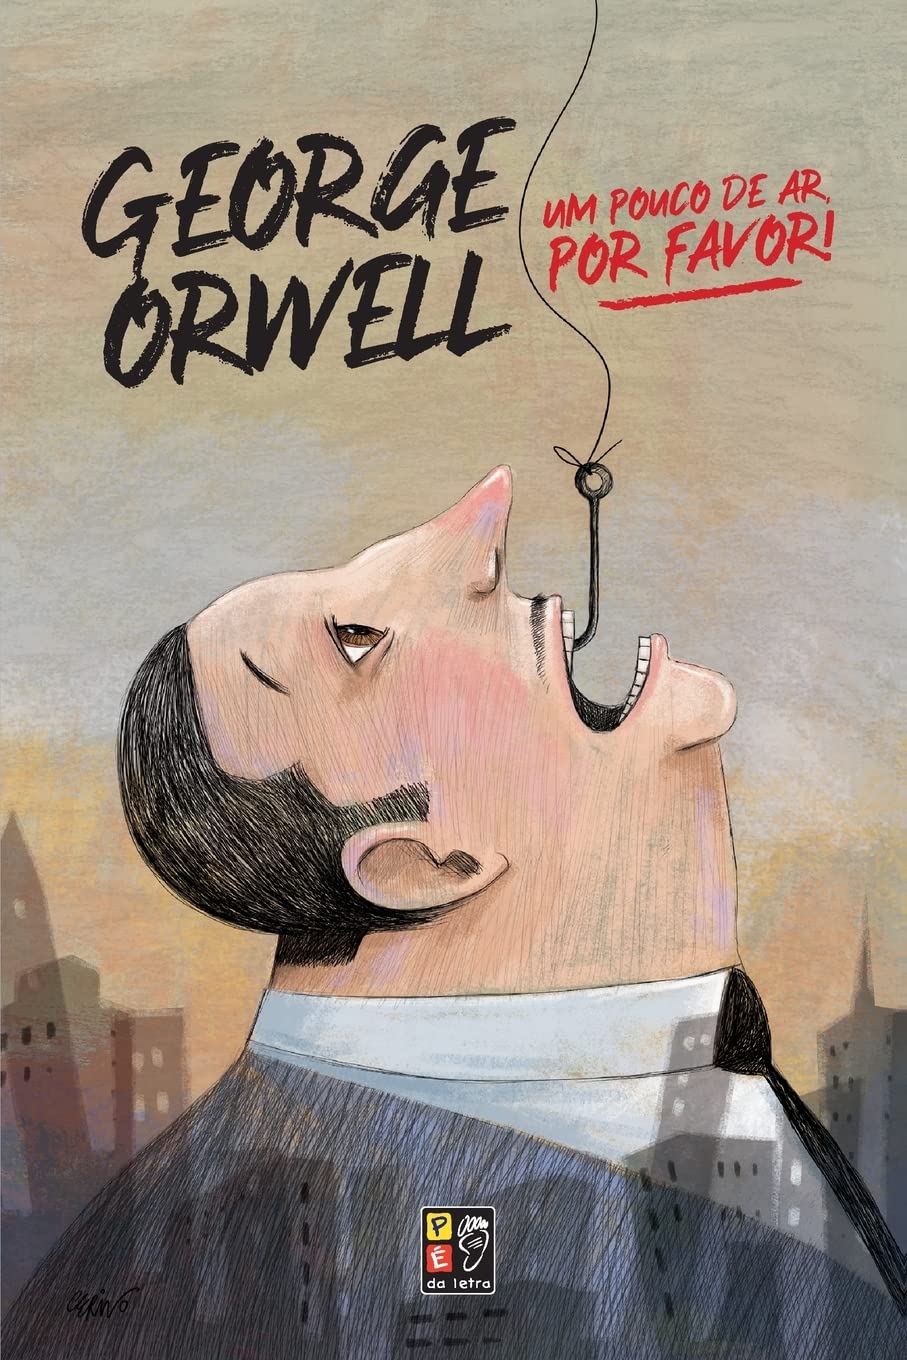 GEORGE
ORWELL
UM POUCO DE AR,
POR FAVOR!
P
É
da letra